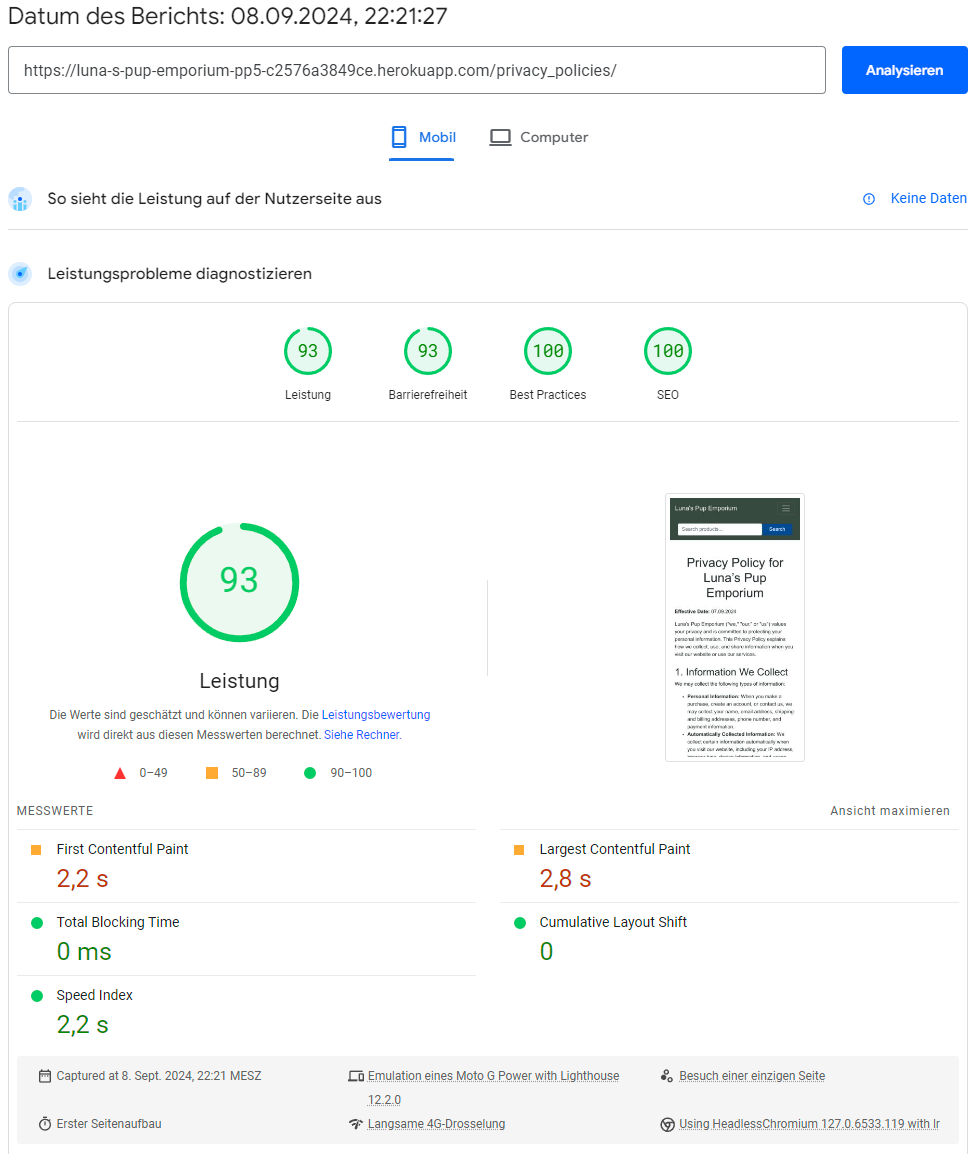 Datum des Berichts: 08.09.2024, 22:21:27
https://luna-s-pup-emporium-pp5-c2576a3849ce.herokuapp.com/privacy_policies/
Analysieren
Mobil
Computer
So sieht die Leistung auf der Nutzerseite aus
Keine Daten
Leistungsprobleme diagnostizieren
93
93
100
100
Leistung
Barrierefreiheit
Best Practices
SEO
93
Leistung
Die Werte sind geschätzt und können variieren. Die Leistungsbewertung
wird direkt aus diesen Messwerten berechnet. Siehe Rechner.
0–49
50–89
90–100
Luna's Pup Emporium
Search products...
Search
Privacy Policy for
Luna's Pup
Emporium
Effective Date: 07.09.2024
Luna's Pup Emporium ("we," "our," or "us") values
your privacy and is committed to protecting your
personal information. This Privacy Policy explains
how we collect, use, and share information when you
visit our website or use our services.
1. Information We Collect
We may collect the following types of information:
• Personal Information: When you make a
purchase, create an account, or contact us, we
may collect your name, email address, shipping
and billing addresses, phone number, and
payment information.
• Automatically Collected Information: We
collect certain information automatically when
you visit our website, including your IP address,
MESSWERTE
Ansicht maximieren
First Contentful Paint
2,2 s
Largest Contentful Paint
2,8 s
Total Blocking Time
0 ms
Cumulative Layout Shift
0
Speed Index
2,2 s
Captured at 8. Sept. 2024, 22:21 MESZ
Emulation eines Moto G Power with Lighthouse
12.2.0
Besuch einer einzigen Seite
Erster Seitenaufbau
Langsame 4G-Drosselung
Using HeadlessChromium 127.0.6533.119 with lr